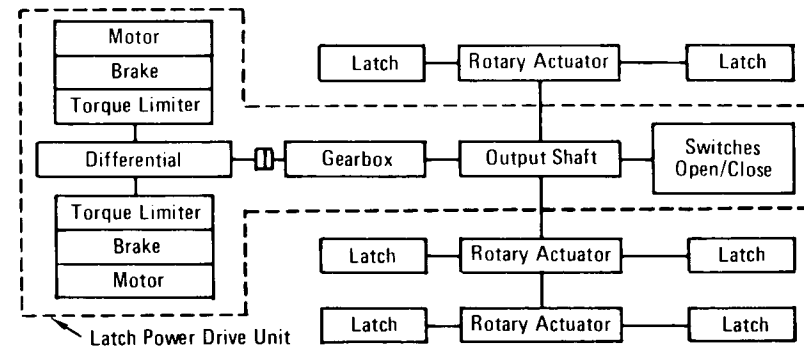 Motor
Brake
Torque Limiter
Differential
Torque Limiter
Brake
Motor
Latch Power Drive Unit
Latch
Rotary Actuator
Latch
Gearbox
Output Shaft
Switches
Open/Close
Latch
Rotary Actuator
Latch
Latch
Rotary Actuator
Latch